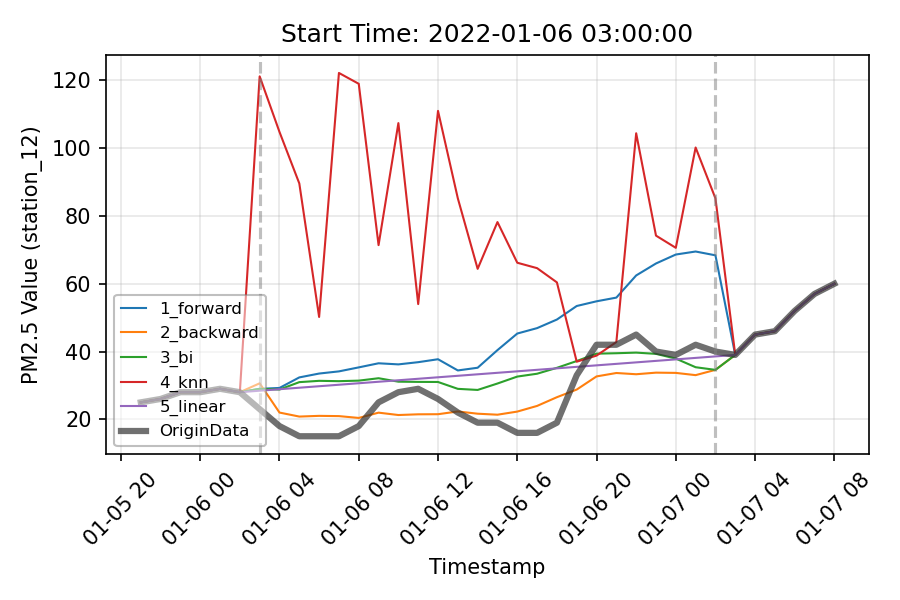 Start Time: 2022-01-06 03:00:00
PM2.5 Value (station_12)
120
100
80
60
40
20
1_forward
2_backward
3_bi
4_knn
5_linear
OriginData
01-05 20
01-06 00
01-06 04
01-06 08
01-06 12
01-06 16
01-06 20
01-07 00
01-07 04
01-07 08
Timestamp